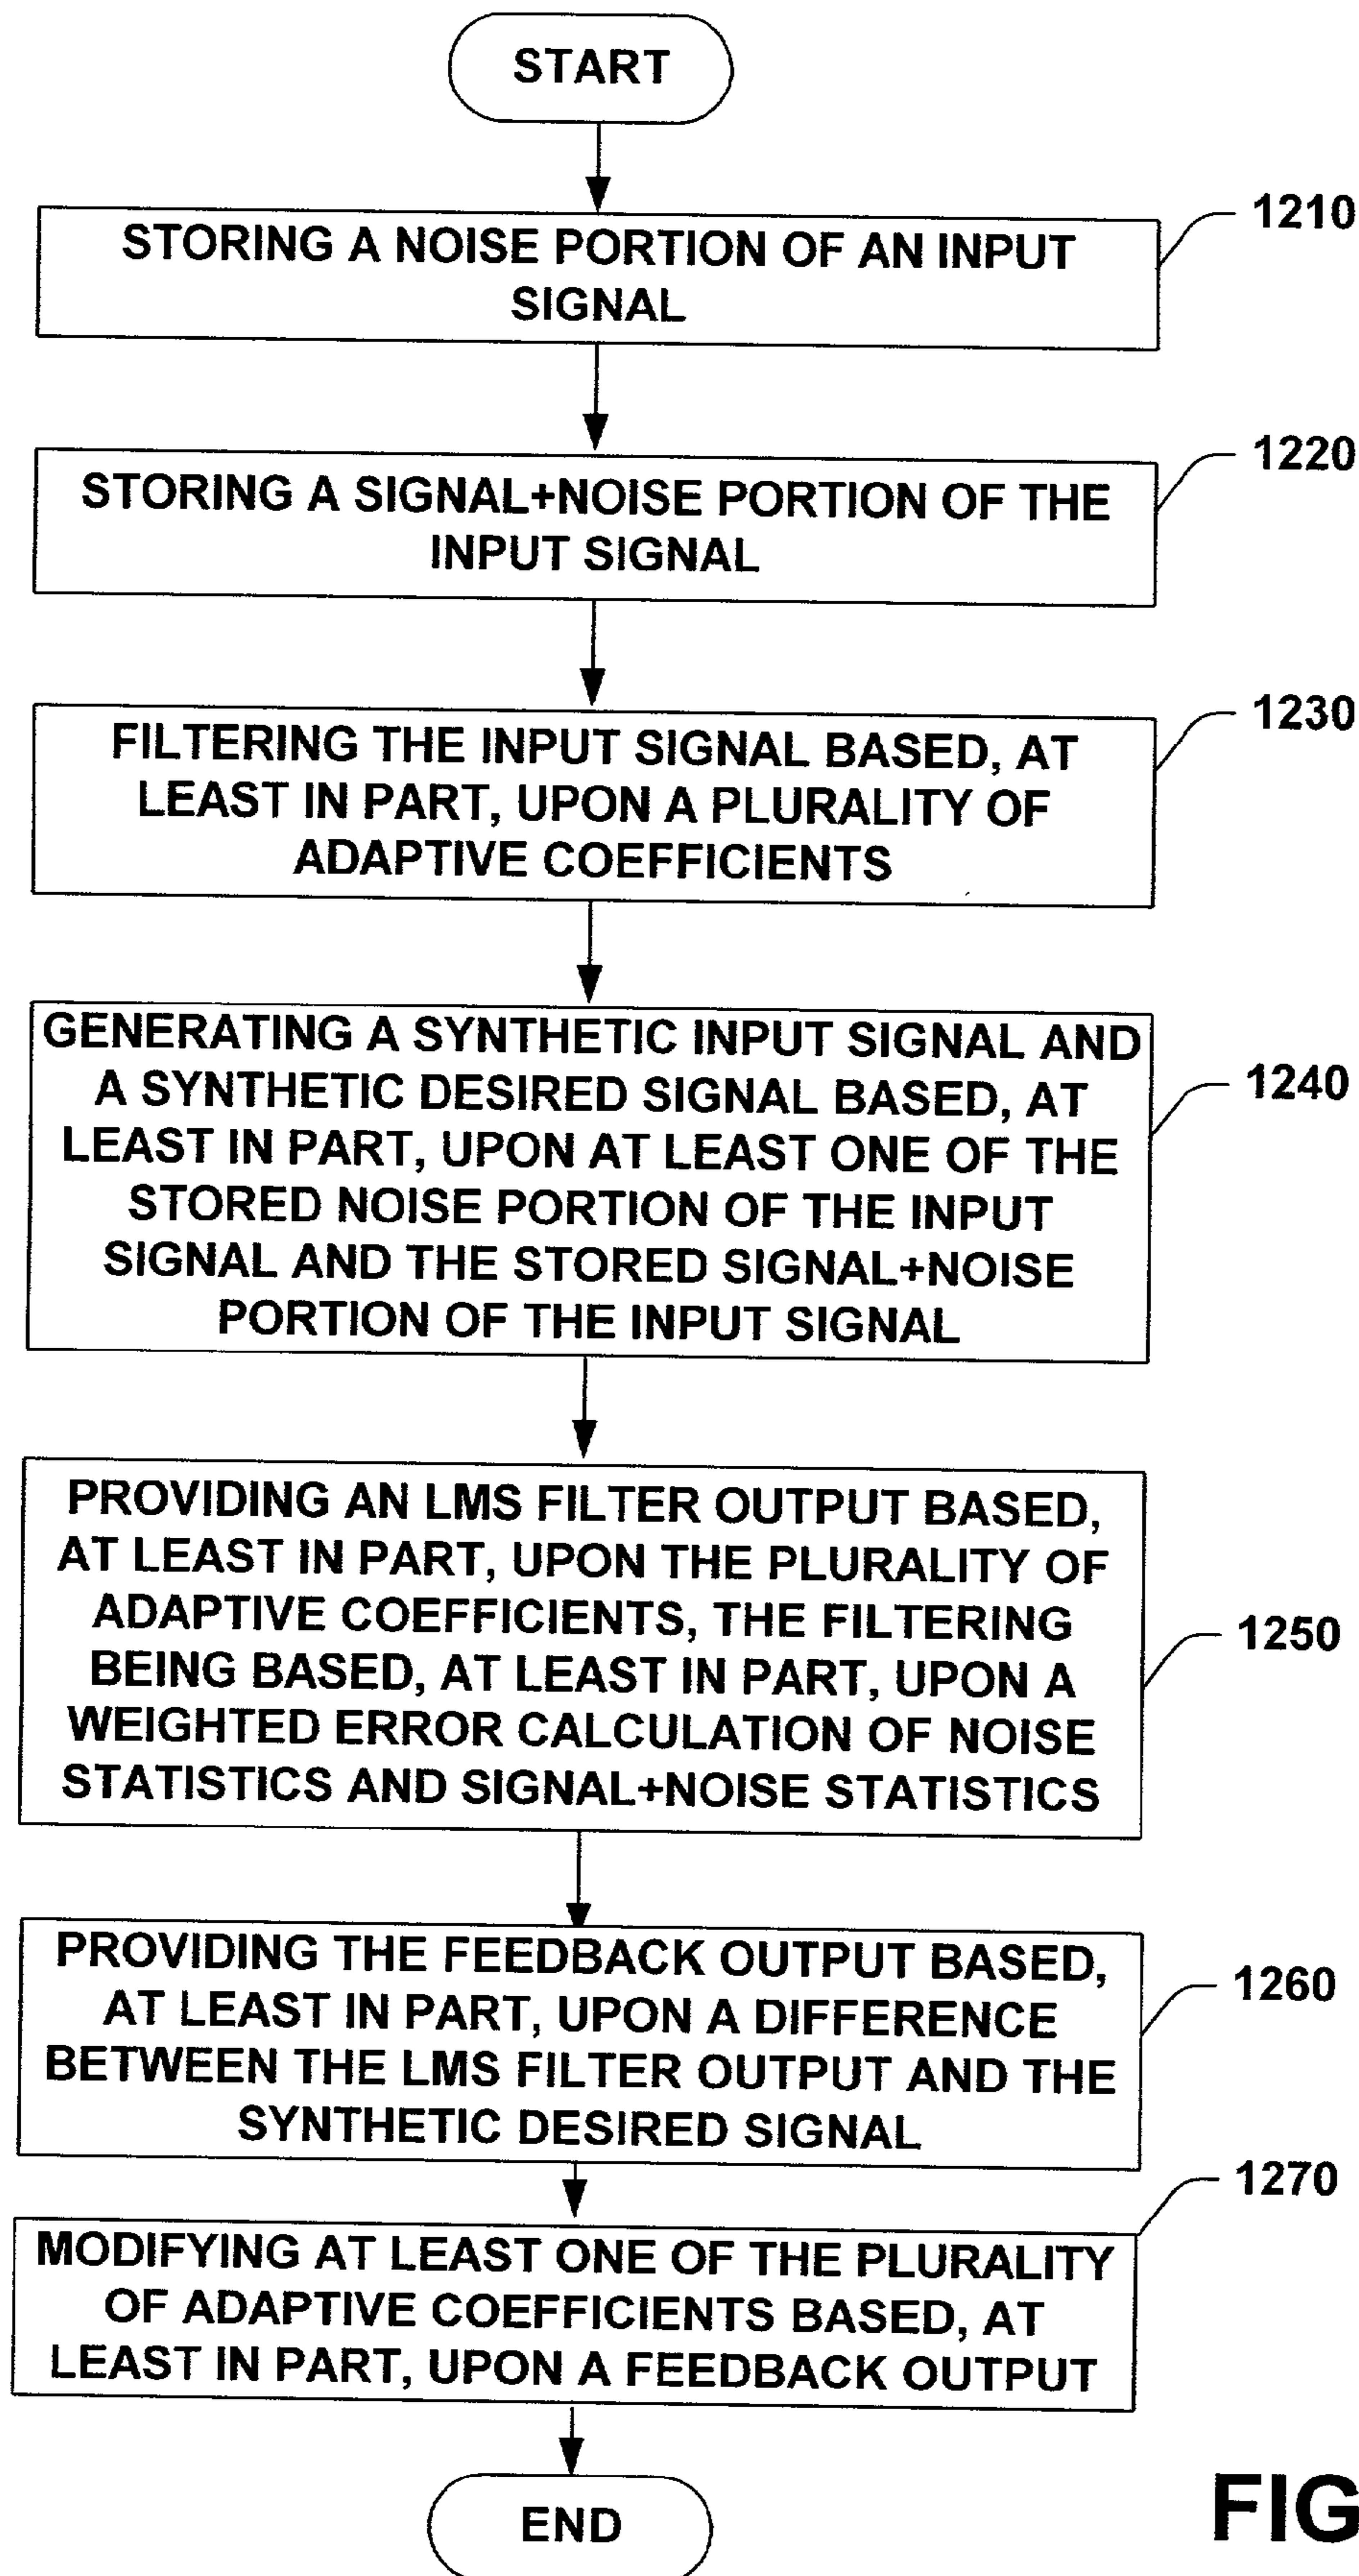 START
1210
STORING A NOISE PORTION OF AN INPUT
SIGNAL
1220
STORING A SIGNAL+NOISE PORTION OF THE
INPUT SIGNAL
1230
FILTERING THE INPUT SIGNAL BASED, AT
LEAST IN PART, UPON A PLURALITY OF
ADAPTIVE COEFFICIENTS
1240
GENERATING A SYNTHETIC INPUT SIGNAL AND
A SYNTHETIC DESIRED SIGNAL BASED, AT
LEAST IN PART, UPON AT LEAST ONE OF THE
STORED NOISE PORTION OF THE INPUT
SIGNAL AND THE STORED SIGNAL+NOISE
PORTION OF THE INPUT SIGNAL
1250
PROVIDING AN LMS FILTER OUTPUT BASED,
AT LEAST IN PART, UPON THE PLURALITY OF
ADAPTIVE COEFFICIENTS, THE FILTERING
BEING BASED, AT LEAST IN PART, UPON A
WEIGHTED ERROR CALCULATION OF NOISE
STATISTICS AND SIGNAL+NOISE STATISTICS
1260
PROVIDING THE FEEDBACK OUTPUT BASED,
AT LEAST IN PART, UPON A DIFFERENCE
BETWEEN THE LMS FILTER OUTPUT AND THE
SYNTHETIC DESIRED SIGNAL
1270
MODIFYING AT LEAST ONE OF THE PLURALITY
OF ADAPTIVE COEFFICIENTS BASED, AT
LEAST IN PART, UPON A FEEDBACK OUTPUT
END
FIG